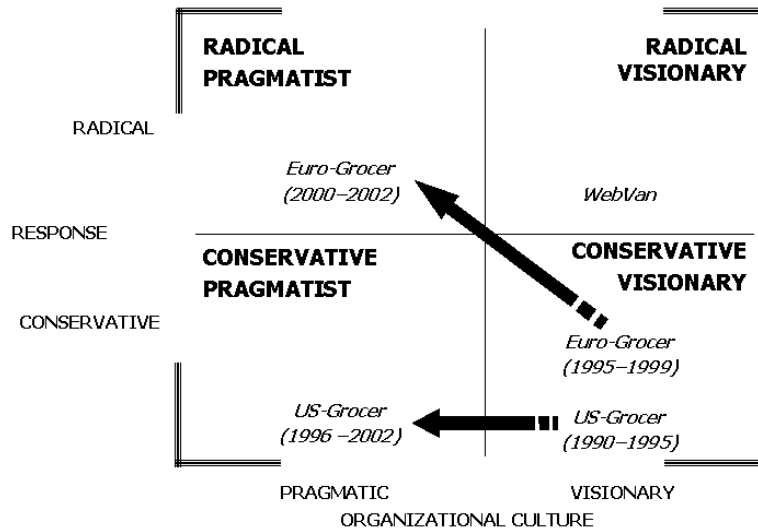 RADICAL
PRAGMATIST
RADICAL
VISIONARY
RADICAL
Euro-Grocer
(2000–2002)
WebVan
RESPONSE
CONSERVATIVE
PRAGMATIST
CONSERVATIVE
VISIONARY
CONSERVATIVE
Euro-Grocer
(1995–1999)
US-Grocer
(1996 –2002)
US-Grocer
(1990–1995)
PRAGMATIC
VISIONARY
ORGANIZATIONAL CULTURE